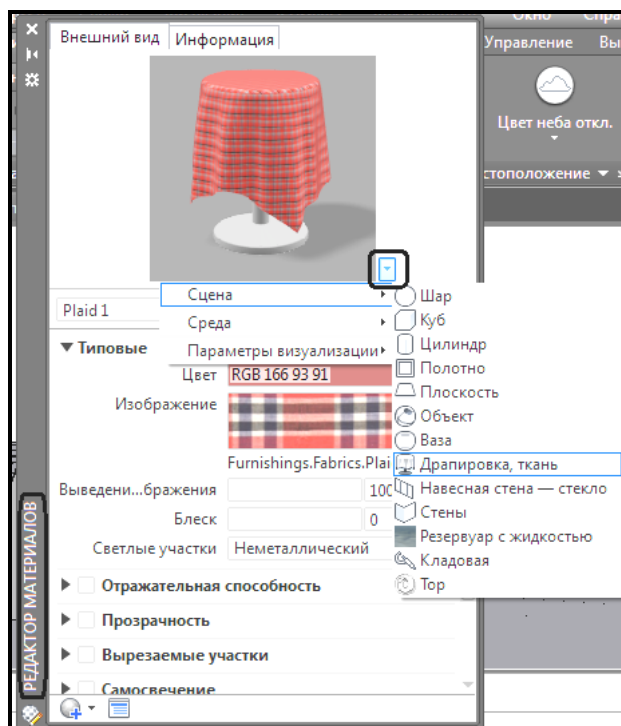 Окно Спра
Внешний вид Информация
Управление Вы
Цвет неба откл.
стоположение
Plaid 1
Сцена
Среда
Параметры визуализации
Шар
Куб
Цилиндр
Полотно
Плоскость
Объект
Ваза
Драпировка, ткань
Навесная стена — стекло
Стены
Резервуар с жидкостью
Кладовая
Тор
Типовые
Цвет RGB 166 93 91
Изображение
Furnishings.Fabrics.Plai
Выведени...бражения 100
Блеск 0
Светлые участки Неметаллический
Отражательная способность
Прозрачность
Вырезаемые участки
Самосвечение
РЕДАКТОР МАТЕРИАЛОВ